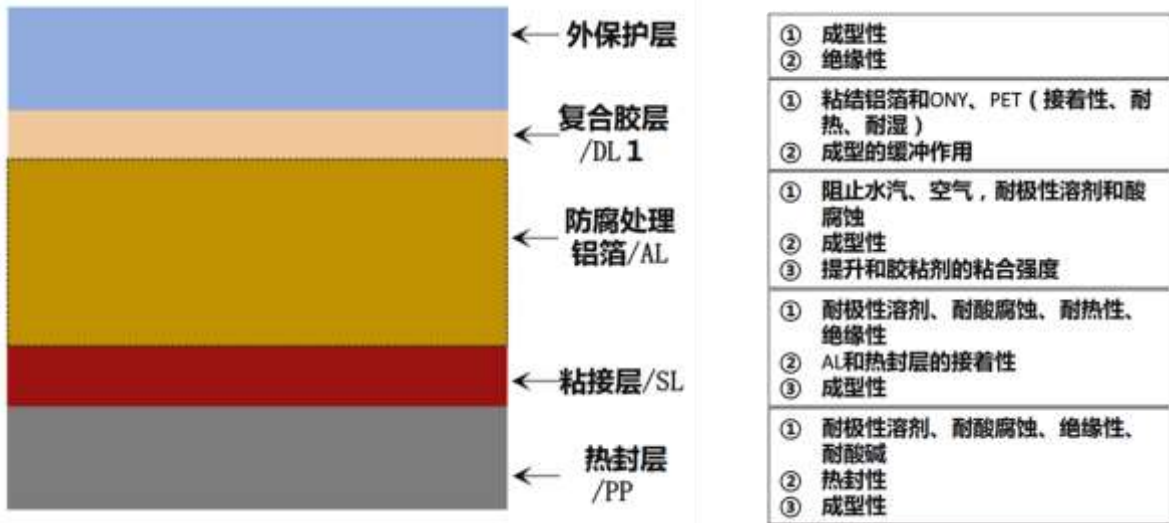 外保护层
复合胶层
/DL 1
防腐处理
铝箔/AL
粘接层/SL
热封层
/PP
① 成型性
② 绝缘性
① 粘结铝箔和ONY、PET（接着性、耐
热、耐湿）
② 成型的缓冲作用
① 阻止水汽、空气，耐极性溶剂和酸
腐蚀
② 成型性
③ 提升和胶粘剂的粘合强度
① 耐极性溶剂、耐酸腐蚀、耐热性、
绝缘性
② AL和热封层的接着性
③ 成型性
① 耐极性溶剂、耐酸腐蚀、绝缘性、
耐酸碱
② 热封性
③ 成型性